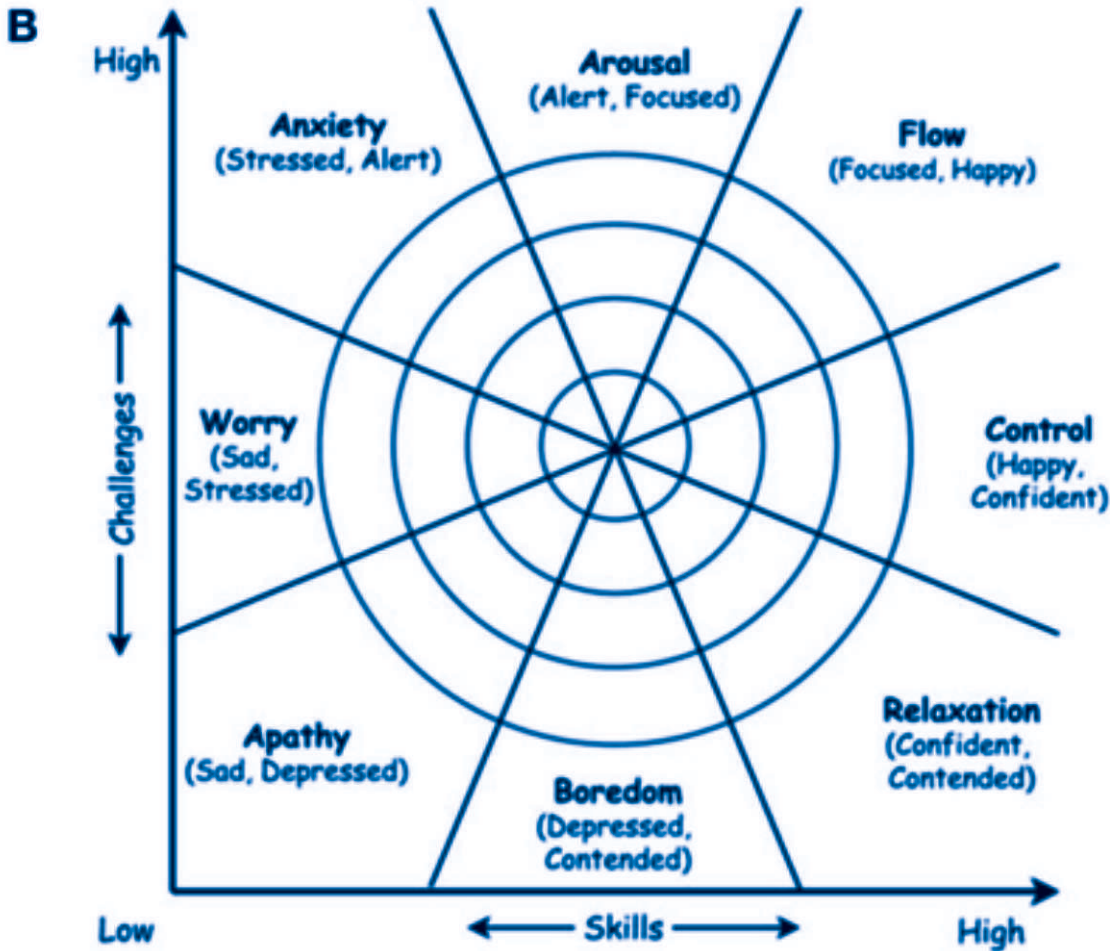 B
High
Arousal
(Alert, Focused)
Anxiety
(Stressed, Alert)
Flow
(Focused, Happy)
Challenges
Worry
(Sad,
Stressed)
Control
(Happy,
Confident)
Apathy
(Sad, Depressed)
Boredom
(Depressed,
Contended)
Relaxation
(Confident,
Contended)
Low
Skills
High